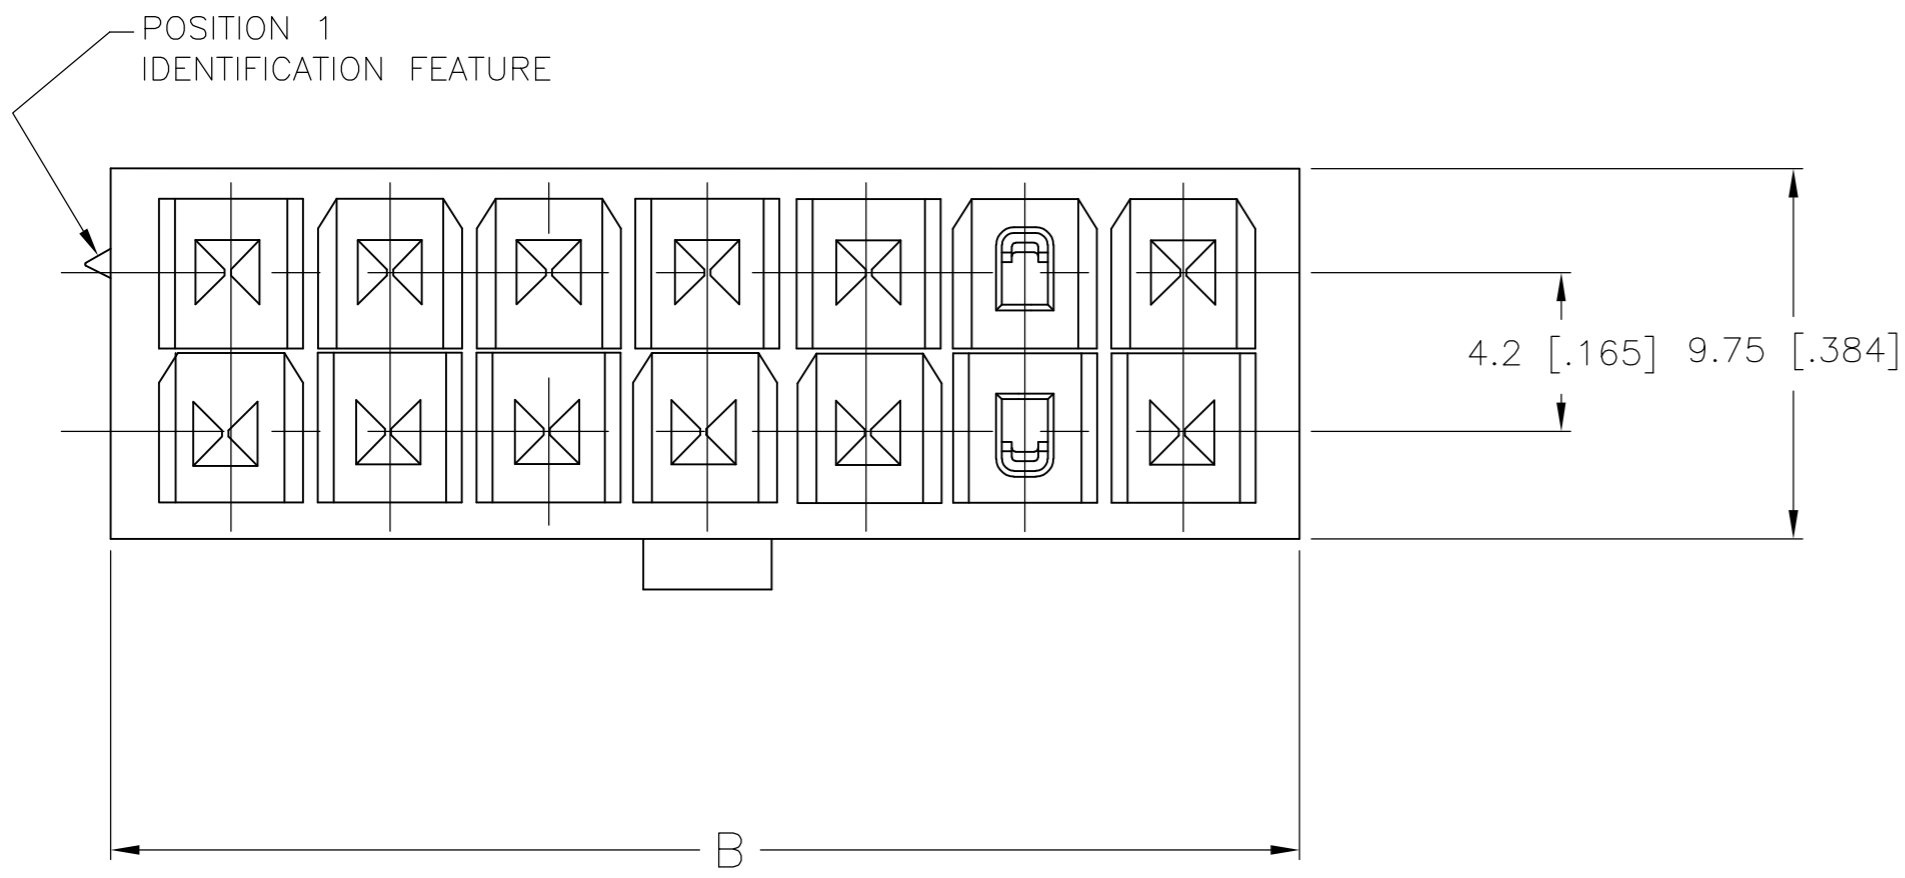 POSITION 1
IDENTIFICATION FEATURE
4.2 [.165] 9.75 [.384]
B